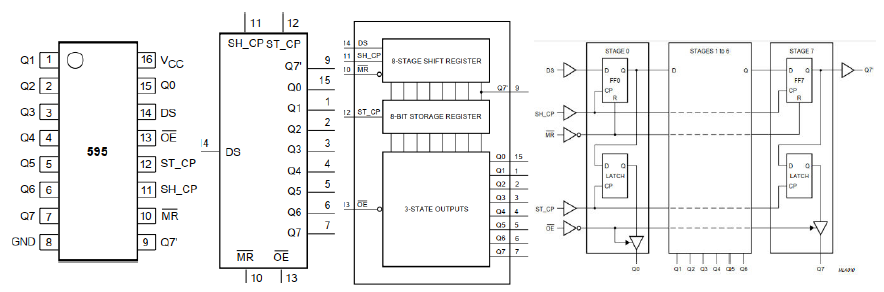 Q1 1 16 VCC
Q2 2 15 Q0
Q3 3 14 DS
Q4 4 13 OE
595
Q5 5 12 ST_CP
Q6 6 11 SH_CP
Q7 7 10 MR
GND 8 9 Q7'
11 12
SH_CP ST_CP
Q7' 9
Q0 15
Q1 1
Q2 2
4 DS Q3 3
Q4 4
Q5 5
Q6 6
Q7 7
MR OE
10 13
14 DS
11 SH_CP
10 MR
8-STAGE SHIFT REGISTER
Q7' 9
12 ST_CP
8-BIT STORAGE REGISTER
Q0 15
Q1 1
Q2 2
Q3 3
Q4 4
Q5 5
Q6 6
Q7 7
13 OE
3-STATE OUTPUTS
STAGE 0 STAGES 1 to 6 STAGE 7
DS D Q D Q D Q Q7'
FF0 FF7
CP CP
R R
SH_CP
MR
D Q D Q
LATCH LATCH
CP CP
ST_CP
OE
Q0 Q1 Q2 Q3 Q4 Q5 Q6 Q7